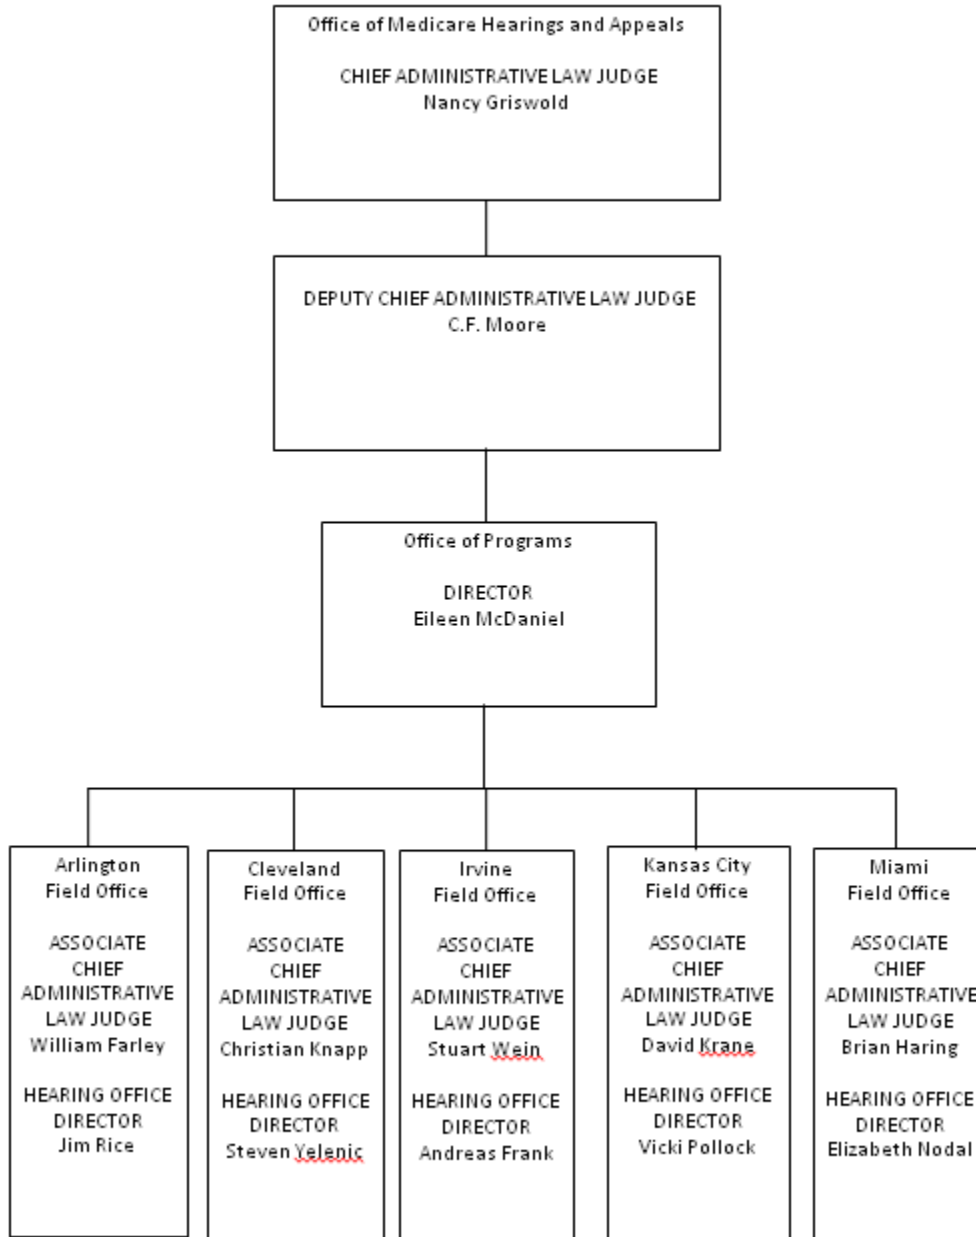 Office of Medicare Hearings and Appeals
CHIEF ADMINISTRATIVE LAW JUDGE
Nancy Griswold
DEPUTY CHIEF ADMINISTRATIVE LAW JUDGE
C.F. Moore
Office of Programs
DIRECTOR
Eileen McDaniel
Arlington
Field Office
ASSOCIATE
CHIEF
ADMINISTRATIVE
LAW JUDGE
William Farley
HEARING OFFICE
DIRECTOR
Jim Rice
Cleveland
Field Office
ASSOCIATE
CHIEF
ADMINISTRATIVE
LAW JUDGE
Christian Knapp
HEARING OFFICE
DIRECTOR
Steven Yelenic
Irvine
Field Office
ASSOCIATE
CHIEF
ADMINISTRATIVE
LAW JUDGE
Stuart Wein
HEARING OFFICE
DIRECTOR
Andreas Frank
Kansas City
Field Office
ASSOCIATE
CHIEF
ADMINISTRATIVE
LAW JUDGE
David Krane
HEARING OFFICE
DIRECTOR
Vicki Pollock
Miami
Field Office
ASSOCIATE
CHIEF
ADMINISTRATIVE
LAW JUDGE
Brian Haring
HEARING OFFICE
DIRECTOR
Elizabeth Nodal